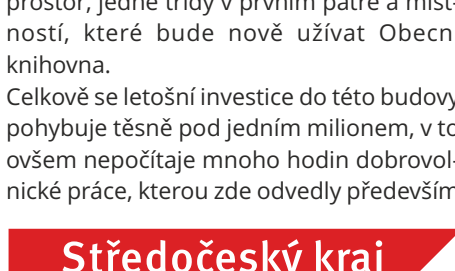 prostor, jedné třídy v prvním patře a míst-
ností, které bude nově užívat Obecn
knihovna.
Celkově se letošní investice do této budovy
pohybuje těsně pod jedním milionem, v to
ovšem nepočítaje mnoho hodin dobrovol-
nické práce, kterou zde odvedly především
Středočeský kraj